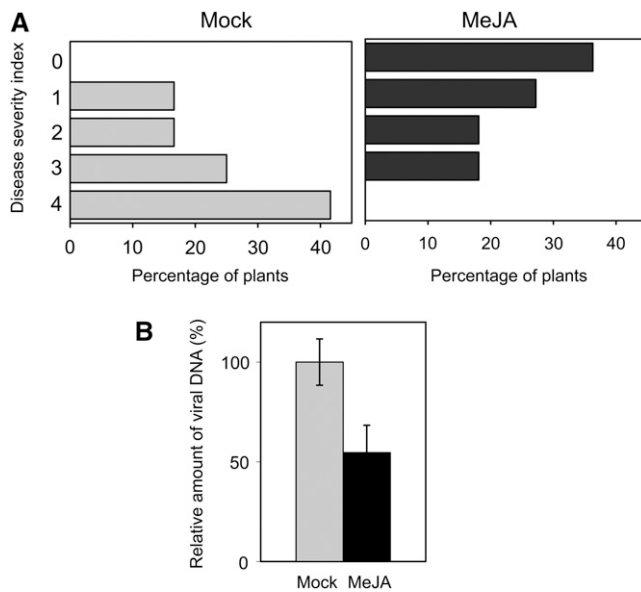 A
Mock
MeJA
Disease severity index
0
1
2
3
4
0 10 20 30 40
Percentage of plants
0 10 20 30 40
Percentage of plants
B
Relative amount of viral DNA (%)
100
50
0
Mock MeJA